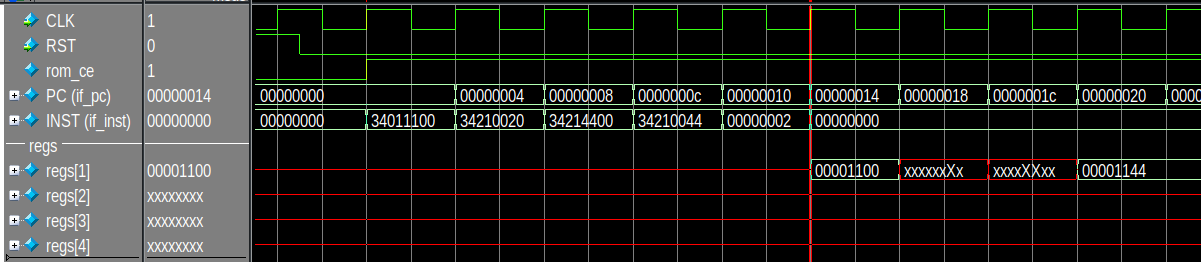 CLK 1
RST 0
rom_ce 1
PC (if_pc) 00000014 00000000 00000004 00000008 0000000c 00000010 00000014 00000018 0000001c 00000020 0000
INST (if_inst) 00000000 00000000 34011100 34210020 34214400 34210044 00000002 00000000
regs
regs[1] 00001100 00001100 xxxxxxXx xxxxXXxx 00001144
regs[2] xxxxxxxx
regs[3] xxxxxxxx
regs[4] xxxxxxxx